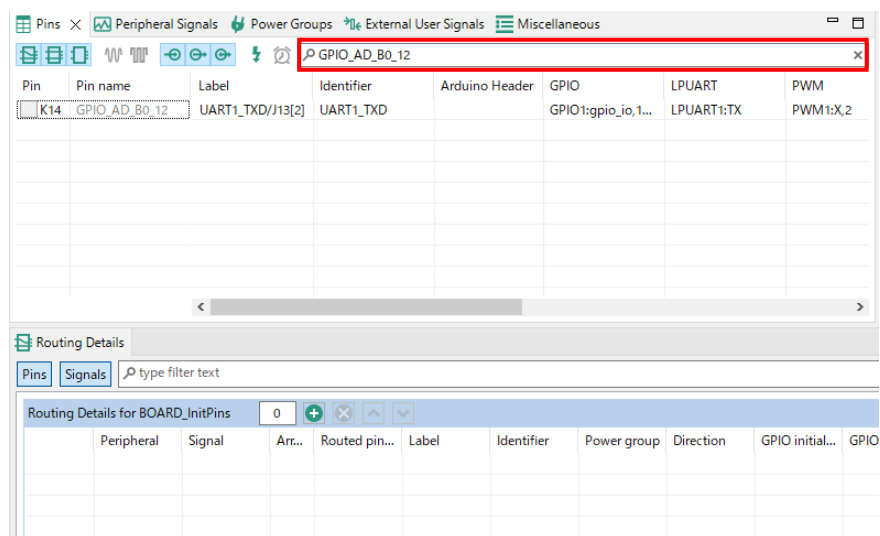 Pins Peripheral Signals Power Groups External User Signals Miscellaneous
GPIO_AD_B0_12
Pin Pin name Label Identifier Arduino Header GPIO LPUART PWM
K14 GPIO_AD_B0_12 UART1_TXD/J13[2] UART1_TXD GPIO1:gpio_io,1... LPUART1:TX PWM1:X,2
Routing Details
Pins Signals type filter text
Routing Details for BOARD_InitPins 0
Peripheral Signal Arr... Routed pin... Label Identifier Power group Direction GPIO initial... GPIO